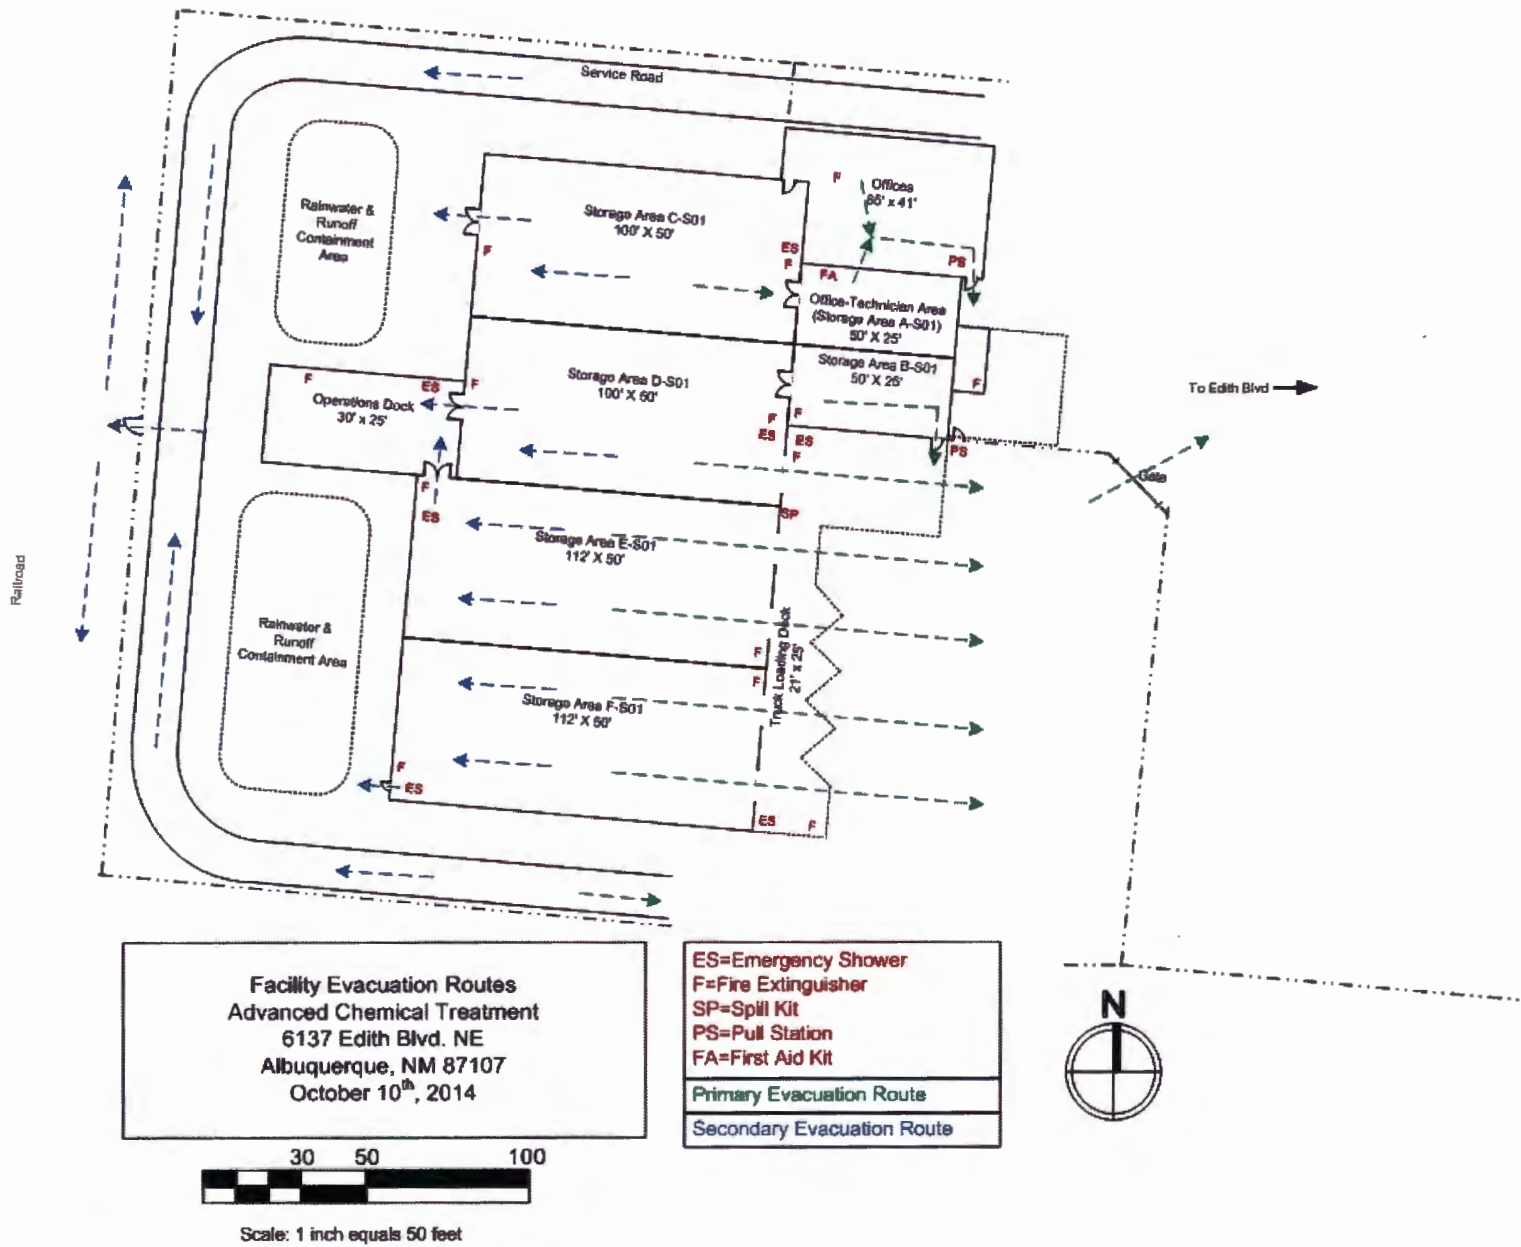 Service Road
F
Offices
65' x 41'
Rainwater &
Runoff
Containment
Area
Storage Area C-S01
100' X 50'
F
ES
F
FA
PS
Office-Technician Area
(Storage Area A-S01)
50' X 25'
Storage Area B-S01
50' X 25'
F
To Edith Blvd
F
ES
F
Operations Dock
30' x 25'
Storage Area D-S01
100' X 50'
F
ES
F
ES
F
PS
Gate
F
ES
SP
Storage Area E-S01
112' X 50'
Railroad
Rainwater &
Runoff
Containment Area
Truck Loading Dock
21' x 25'
F
F
Storage Area F-S01
112' X 50'
F
ES
ES
F
Facility Evacuation Routes
Advanced Chemical Treatment
6137 Edith Blvd. NE
Albuquerque, NM 87107
October 10th, 2014
ES=Emergency Shower
F=Fire Extinguisher
SP=Spill Kit
PS=Pull Station
FA=First Aid Kit
Primary Evacuation Route
Secondary Evacuation Route
N
30 50 100
Scale: 1 inch equals 50 feet